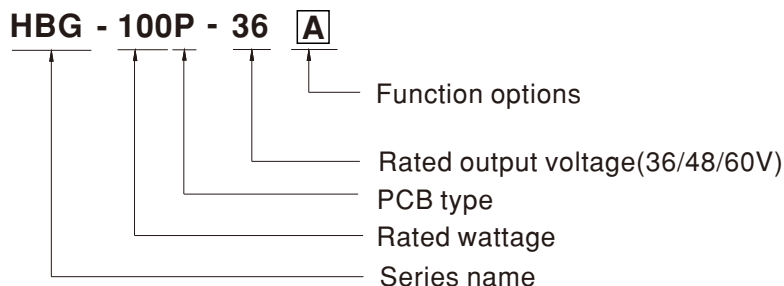 HBG - 100P - 36 A
Function options
Rated output voltage(36/48/60V)
PCB type
Rated wattage
Series name